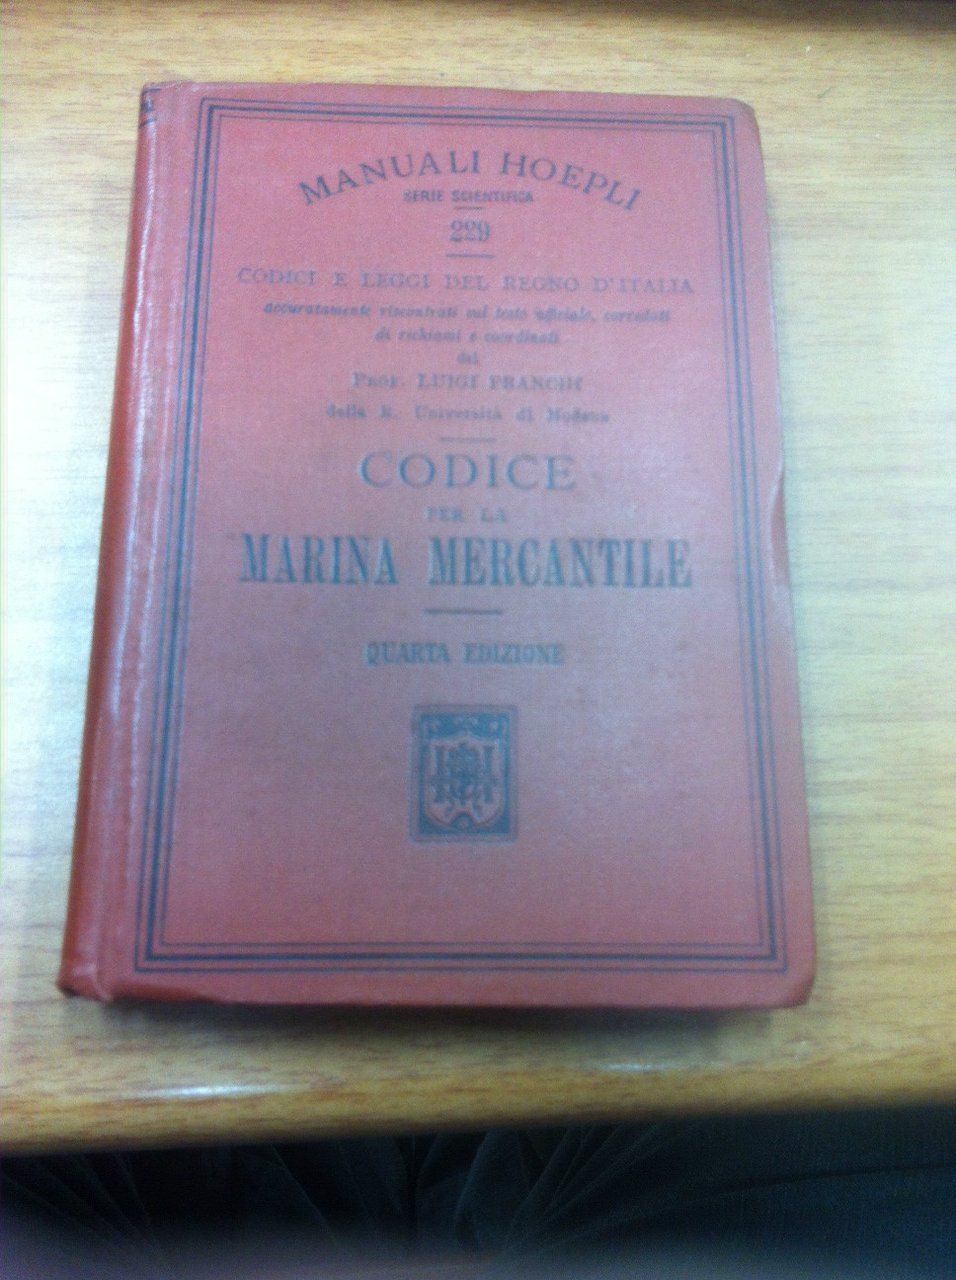 MANUALI HOEPLI
SERIE SCIENTIFICA
229
CODICI E LEGGI DEL REGNO D'ITALIA
accuratamente riscontrati sul testo ufficiale, corredati
di richiami e coordinati
dal
PROF. LUIGI FRANCHI
della R. Università di Modena
CODICE
PER LA
MARINA MERCANTILE
QUARTA EDIZIONE